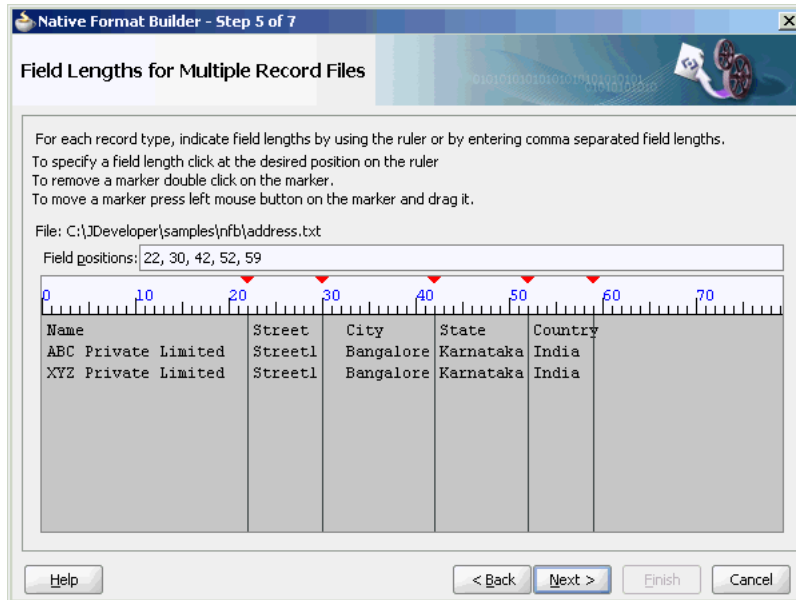 Native Format Builder - Step 5 of 7
Field Lengths for Multiple Record Files
0101010101010101010101010101
01010101010
For each record type, indicate field lengths by using the ruler or by entering comma separated field lengths.
To specify a field length click at the desired position on the ruler
To remove a marker double click on the marker.
To move a marker press left mouse button on the marker and drag it.
File: C:\JDeveloper\samples\nfb\address.txt
Field positions: 22, 30, 42, 52, 59
0 10 20 30 40 50 60 70
Name Street City State Country
ABC Private Limited Street1 Bangalore Karnataka India
XYZ Private Limited Street1 Bangalore Karnataka India
Help < Back Next > Finish Cancel